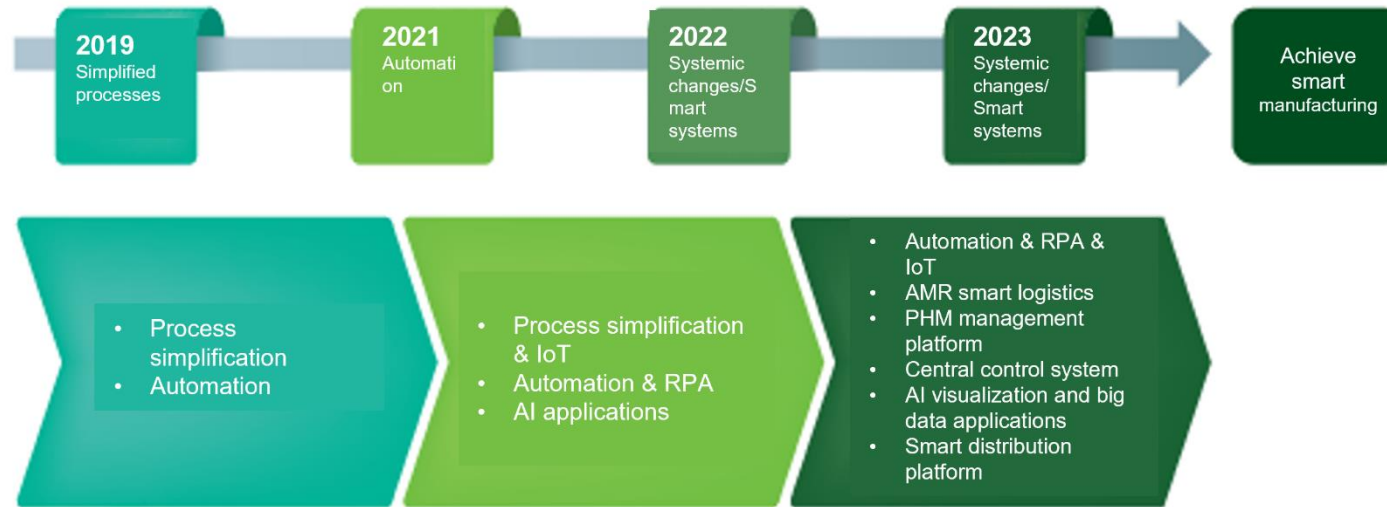 2019
Simplified
processes
2021
Automati
on
2022
Systemic
changes/S
mart
systems
2023
Systemic
changes/
Smart
systems
Achieve
smart
manufacturing
• Process
simplification
• Automation
• Process simplification
& IoT
• Automation & RPA
• AI applications
• Automation & RPA &
IoT
• AMR smart logistics
• PHM management
platform
• Central control system
• AI visualization and big
data applications
• Smart distribution
platform